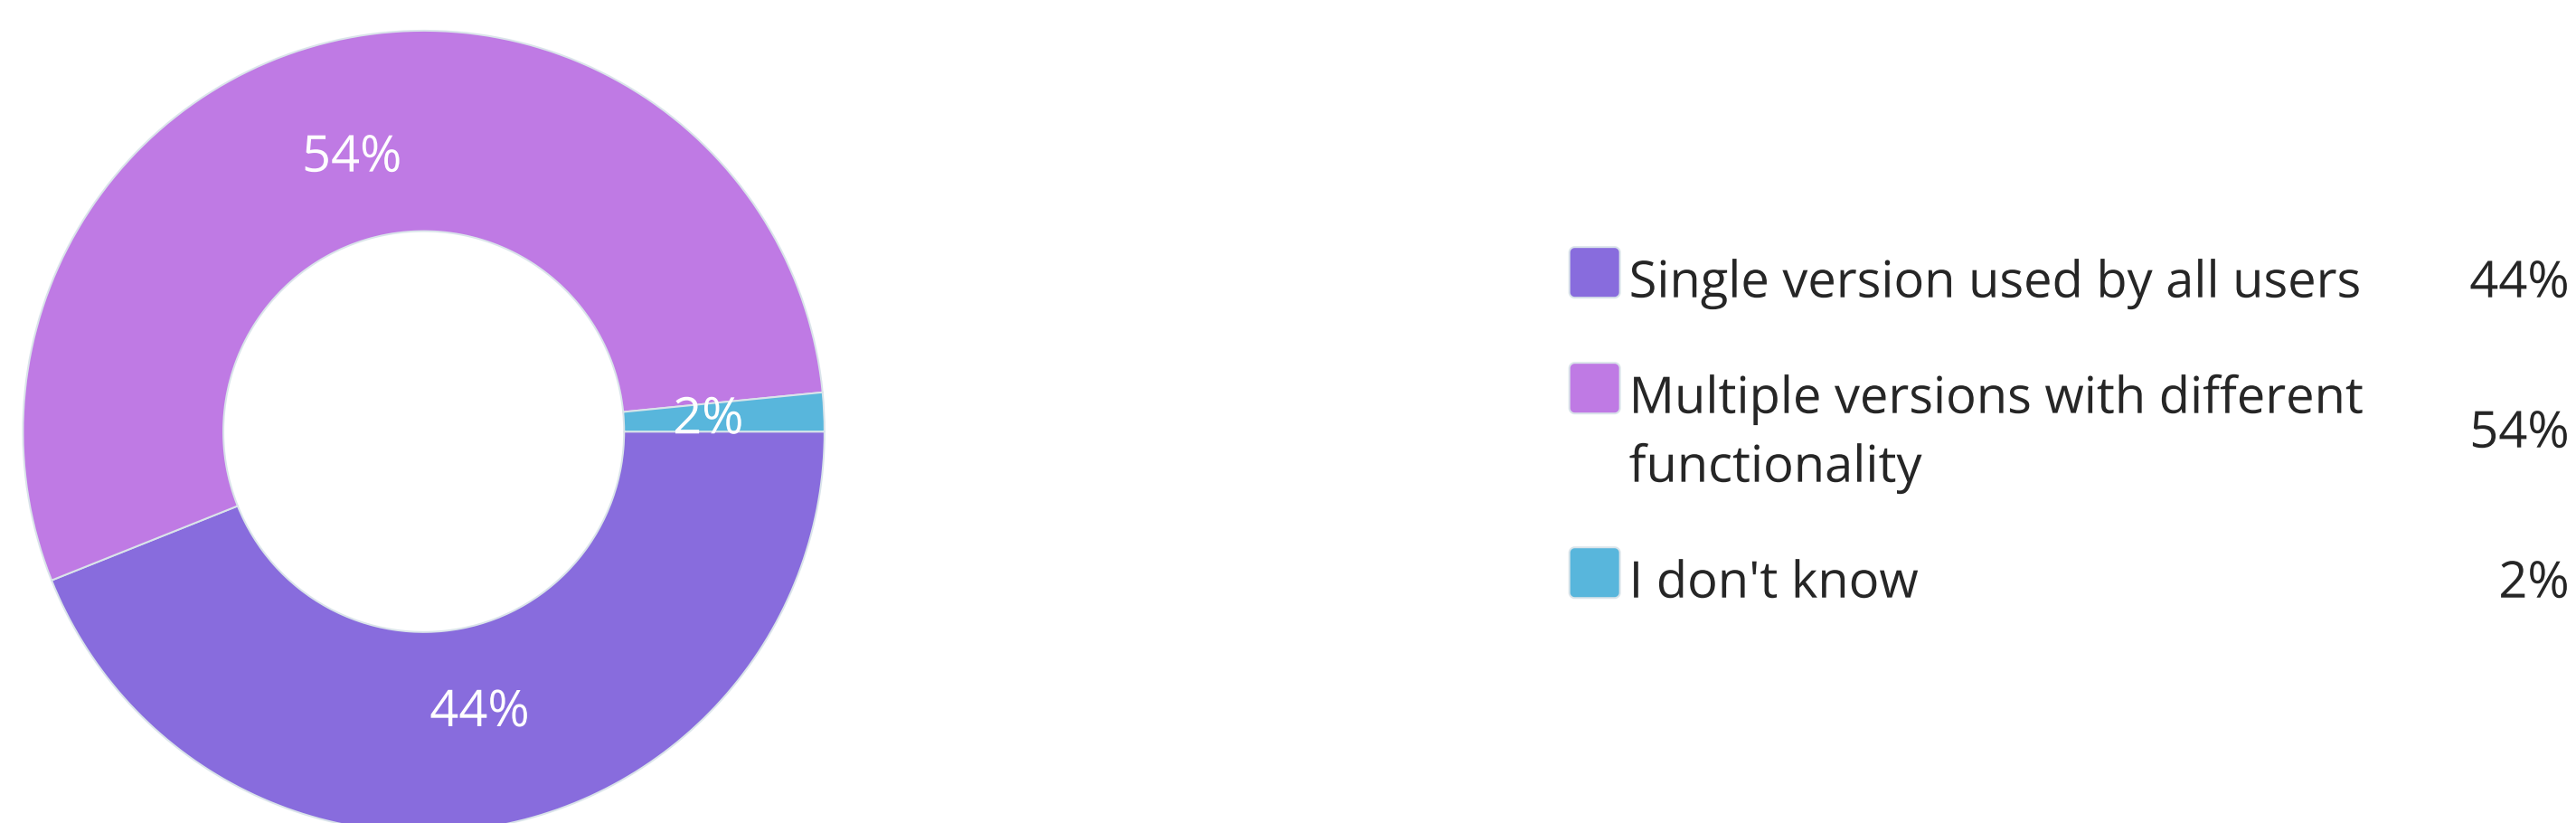 54%
2%
44%
Single version used by all users 44%
Multiple versions with different
functionality 54%
I don't know 2%